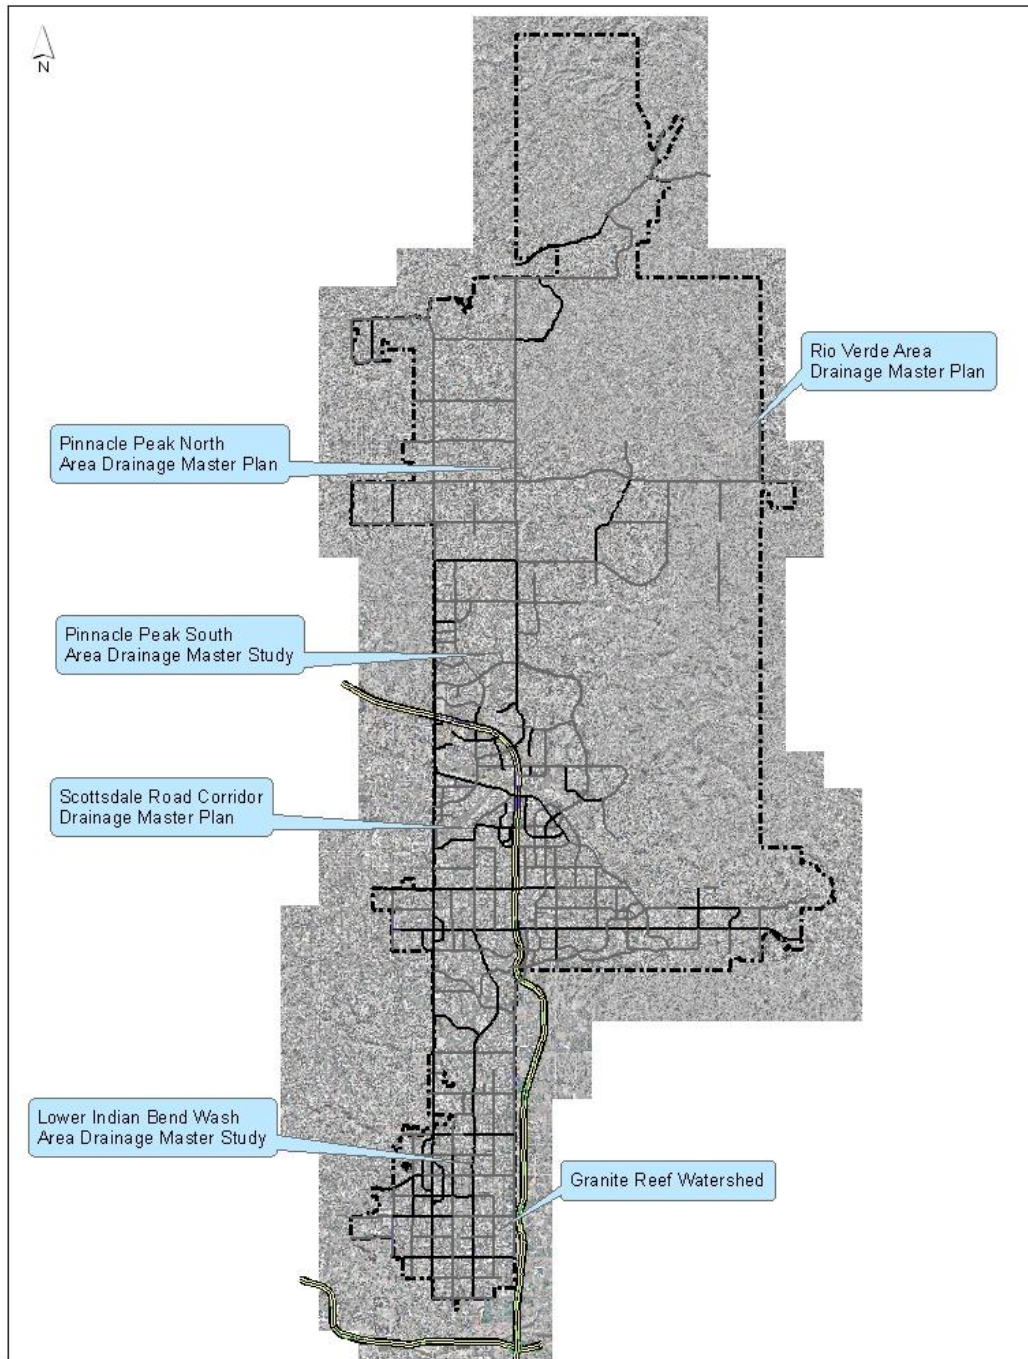 N
Rio Verde Area
Drainage Master Plan
Pinnacle Peak North
Area Drainage Master Plan
Pinnacle Peak South
Area Drainage Master Study
Scottsdale Road Corridor
Drainage Master Plan
Lower Indian Bend Wash
Area Drainage Master Study
Granite Reef Watershed